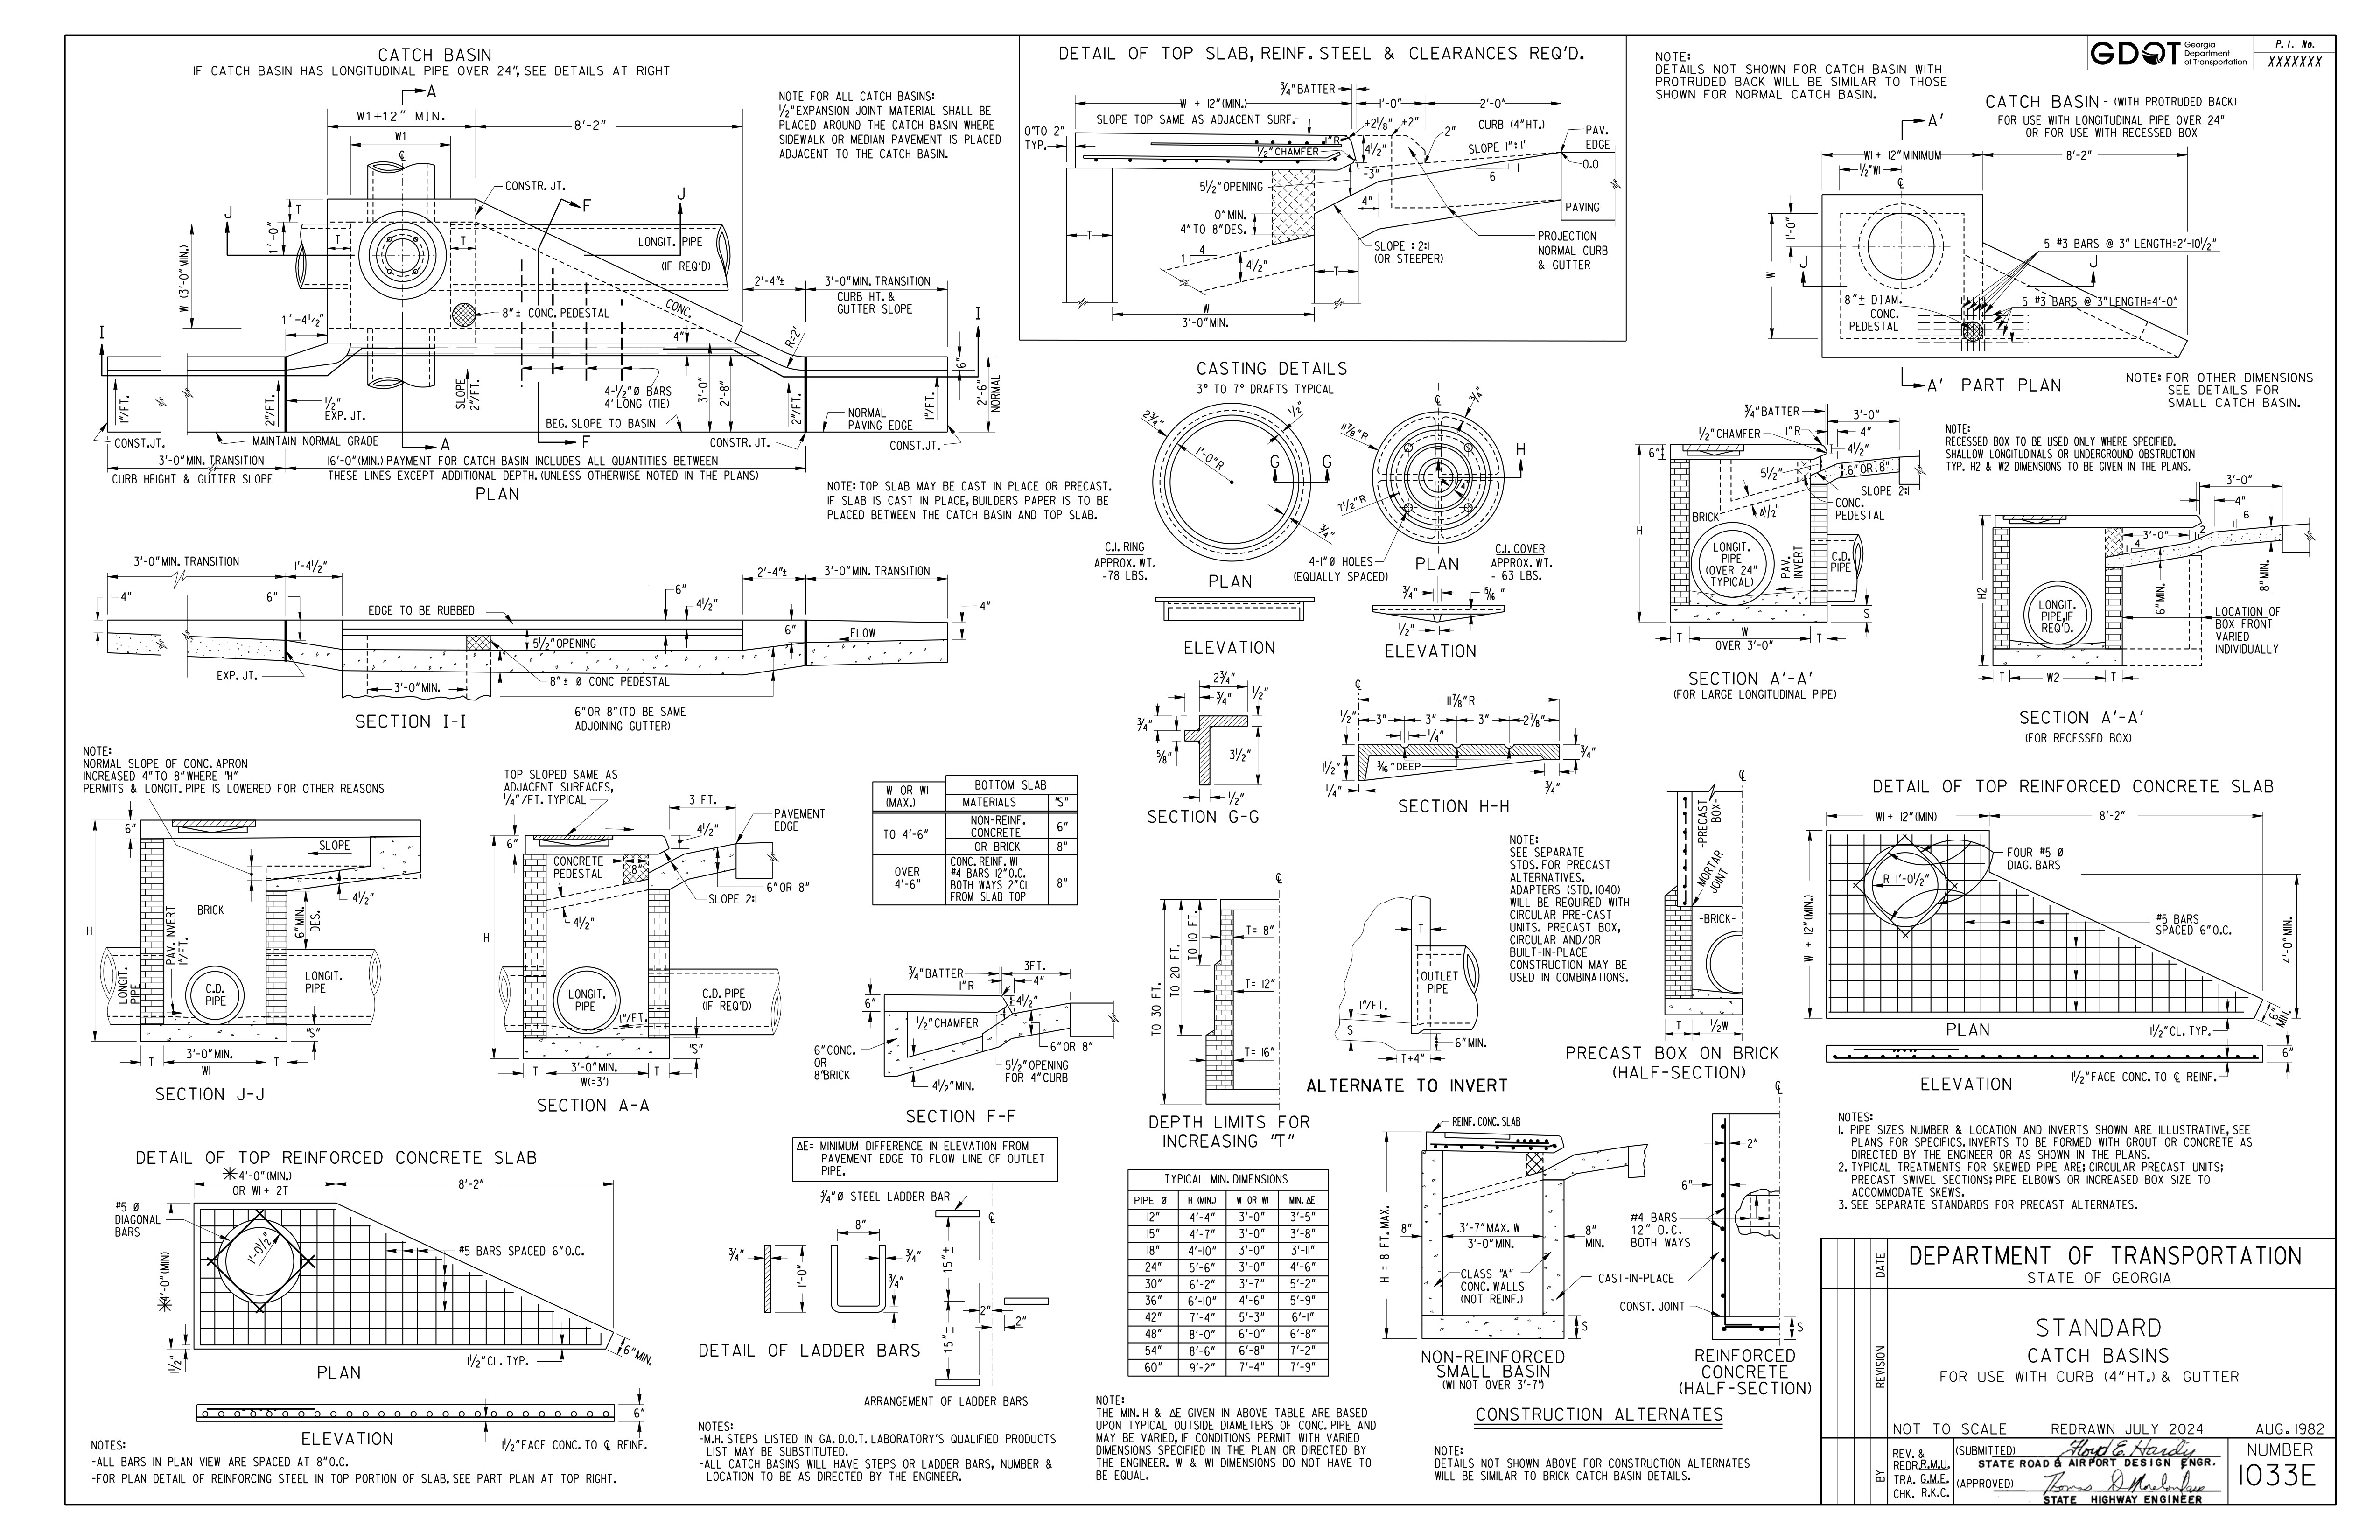 CATCH BASIN
IF CATCH BASIN HAS LONGITUDINAL PIPE OVER 24", SEE DETAILS AT RIGHT
A
W1+12" MIN.
8'-2"
W1
℄
NOTE FOR ALL CATCH BASINS:
1/2" EXPANSION JOINT MATERIAL SHALL BE
PLACED AROUND THE CATCH BASIN WHERE
SIDEWALK OR MEDIAN PAVEMENT IS PLACED
ADJACENT TO THE CATCH BASIN.
CONSTR. JT.
T
J
F
J
1'-0"
T
T
W (3'-0" MIN.)
LONGIT. PIPE
(IF REQ'D)
2'-4"±
3'-0" MIN. TRANSITION
CURB HT. &
GUTTER SLOPE
8"± CONC. PEDESTAL
CONC.
1'-4 1/2"
I
I
R=2'
4"
6"
1"/FT.
2"/FT.
1/2"
EXP. JT.
SLOPE
2"/FT.
4-1/2" Ø BARS
4' LONG (TIE)
3'-0"
2'-8"
2"/FT.
1"/FT.
2'-6"
NORMAL
NORMAL
PAVING EDGE
BEG. SLOPE TO BASIN
CONST. JT.
MAINTAIN NORMAL GRADE
A
F
CONSTR. JT.
CONST. JT.
3'-0" MIN. TRANSITION
CURB HEIGHT & GUTTER SLOPE
16'-0" (MIN.) PAYMENT FOR CATCH BASIN INCLUDES ALL QUANTITIES BETWEEN
THESE LINES EXCEPT ADDITIONAL DEPTH. (UNLESS OTHERWISE NOTED IN THE PLANS)
PLAN
NOTE: TOP SLAB MAY BE CAST IN PLACE OR PRECAST.
IF SLAB IS CAST IN PLACE, BUILDERS PAPER IS TO BE
PLACED BETWEEN THE CATCH BASIN AND TOP SLAB.
3'-0" MIN. TRANSITION
1'-4 1/2"
2'-4"±
3'-0" MIN. TRANSITION
4"
6"
EDGE TO BE RUBBED
6"
4 1/2"
4"
5 1/2" OPENING
6"
FLOW
EXP. JT.
3'-0" MIN.
8"± Ø CONC PEDESTAL
SECTION I-I
6" OR 8" (TO BE SAME
ADJOINING GUTTER)
DETAIL OF TOP SLAB, REINF. STEEL & CLEARANCES REQ'D.
3/4" BATTER
W + 12" (MIN.)
1'-0"
2'-0"
SLOPE TOP SAME AS ADJACENT SURF.
+2 1/8"
+2"
2"
CURB (4" HT.)
PAV.
EDGE
0" TO 2"
TYP.
1"R
1/2" CHAMFER
4 1/2"
SLOPE 1":1'
0.0
-3"
6
1
5 1/2" OPENING
4"
PAVING
0" MIN.
4" TO 8" DES.
T
1
4
4 1/2"
T
SLOPE : 2:1
(OR STEEPER)
PROJECTION
NORMAL CURB
& GUTTER
W
3'-0" MIN.
CASTING DETAILS
3° TO 7° DRAFTS TYPICAL
2 3/4"
1/2"
1'-0"R
G
G
3/4"
C.I. RING
APPROX. WT.
=78 LBS.
PLAN
ELEVATION
℄
3/4"
11 7/8" R
H
H
7 1/2" R
4-1" Ø HOLES
(EQUALLY SPACED)
PLAN
C.I. COVER
APPROX. WT.
= 63 LBS.
3/4"
15/16 "
1/2"
ELEVATION
2 3/4"
3/4"
1/2"
3/4"
5/8"
3 1/2"
1/2"
SECTION G-G
℄
11 7/8" R
1/2"
3"
3"
3"
2 7/8"
1/4"
3/4"
1 1/2"
3/16" DEEP
1/4"
3/4"
SECTION H-H
NOTE:
DETAILS NOT SHOWN FOR CATCH BASIN WITH
PROTRUDED BACK WILL BE SIMILAR TO THOSE
SHOWN FOR NORMAL CATCH BASIN.
GDOT
Georgia
Department
of Transportation
P. I. No.
XXXXXXX
CATCH BASIN - (WITH PROTRUDED BACK)
FOR USE WITH LONGITUDINAL PIPE OVER 24"
OR FOR USE WITH RECESSED BOX
A'
W1 + 12" MINIMUM
8'-2"
1/2" W1
℄
1'-0"
W
J
J
5 #3 BARS @ 3" LENGTH=2'-10 1/2"
5 #3 BARS @ 3" LENGTH=4'-0"
8"± DIAM.
CONC.
PEDESTAL
A'
PART PLAN
NOTE: FOR OTHER DIMENSIONS
SEE DETAILS FOR
SMALL CATCH BASIN.
3/4" BATTER
3'-0"
1/2" CHAMFER
1"R
4"
4 1/2"
6"
5 1/2"
6" OR 8"
SLOPE 2:1
CONC.
PEDESTAL
BRICK
4 1/2"
H
LONGIT.
PIPE
(OVER 24"
TYPICAL)
PAV.
INVERT
C.D.
PIPE
S
T
W
T
OVER 3'-0"
SECTION A'-A'
(FOR LARGE LONGITUDINAL PIPE)
NOTE:
RECESSED BOX TO BE USED ONLY WHERE SPECIFIED.
SHALLOW LONGITUDINALS OR UNDERGROUND OBSTRUCTION
TYP. H2 & W2 DIMENSIONS TO BE GIVEN IN THE PLANS.
3'-0"
4"
6
1
3'-0"
1
4
2
H2
6" MIN.
8" MIN.
LONGIT.
PIPE, IF
REQ'D.
LOCATION OF
BOX FRONT
VARIED
INDIVIDUALLY
T
W2
T
SECTION A'-A'
(FOR RECESSED BOX)
NOTE:
NORMAL SLOPE OF CONC. APRON
INCREASED 4" TO 8" WHERE "H"
PERMITS & LONGIT. PIPE IS LOWERED FOR OTHER REASONS
6"
SLOPE
4 1/2"
BRICK
H
PAV. INVERT
1"/FT.
6" MIN.
DES.
LONGIT.
PIPE
C.D.
PIPE
LONGIT.
PIPE
"S"
T
3'-0" MIN.
T
W1
SECTION J-J
TOP SLOPED SAME AS
ADJACENT SURFACES,
1/4"/FT. TYPICAL
3 FT.
PAVEMENT
EDGE
4 1/2"
6"
CONCRETE
PEDESTAL
8"
6" OR 8"
SLOPE 2:1
4 1/2"
H
LONGIT.
PIPE
C.D. PIPE
(IF REQ'D)
1"/FT.
"S"
T
3'-0" MIN.
T
W(=3')
SECTION A-A
W OR W1
(MAX.)
BOTTOM SLAB
MATERIALS
"S"
TO 4'-6"
NON-REINF.
CONCRETE
6"
OR BRICK
8"
OVER
4'-6"
CONC. REINF. W1
#4 BARS 12" O.C.
BOTH WAYS 2"CL
FROM SLAB TOP
8"
3/4" BATTER
3FT.
1"R
4"
6"
4 1/2"
1/2" CHAMFER
6" CONC.
OR
8" BRICK
6" OR 8"
5 1/2" OPENING
FOR 4" CURB
4 1/2" MIN.
SECTION F-F
℄
TO 10 FT.
TO 20 FT.
TO 30 FT.
T= 8"
T= 12"
T= 16"
DEPTH LIMITS FOR
INCREASING "T"
T
OUTLET
PIPE
1"/FT.
S
6" MIN.
T+4"
ALTERNATE TO INVERT
NOTE:
SEE SEPARATE
STDS. FOR PRECAST
ALTERNATIVES.
ADAPTERS (STD. 1040)
WILL BE REQUIRED WITH
CIRCULAR PRE-CAST
UNITS. PRECAST BOX,
CIRCULAR AND/OR
BUILT-IN-PLACE
CONSTRUCTION MAY BE
USED IN COMBINATIONS.
℄
-PRECAST
BOX-
MORTAR
JOINT
-BRICK-
T
1/2W
PRECAST BOX ON BRICK
(HALF-SECTION)
DETAIL OF TOP REINFORCED CONCRETE SLAB
W1 + 12" (MIN)
8'-2"
FOUR #5 Ø
DIAG. BARS
R 1'-0 1/2"
W + 12" (MIN.)
#5 BARS
SPACED 6" O.C.
4'-0" MIN.
6"
MIN.
PLAN
1 1/2" CL. TYP.
6"
ELEVATION
1 1/2" FACE CONC. TO ℄ REINF.
NOTES:
1. PIPE SIZES NUMBER & LOCATION AND INVERTS SHOWN ARE ILLUSTRATIVE, SEE
PLANS FOR SPECIFICS. INVERTS TO BE FORMED WITH GROUT OR CONCRETE AS
DIRECTED BY THE ENGINEER OR AS SHOWN IN THE PLANS.
2. TYPICAL TREATMENTS FOR SKEWED PIPE ARE; CIRCULAR PRECAST UNITS;
PRECAST SWIVEL SECTIONS; PIPE ELBOWS OR INCREASED BOX SIZE TO
ACCOMMODATE SKEWS.
3. SEE SEPARATE STANDARDS FOR PRECAST ALTERNATES.
DETAIL OF TOP REINFORCED CONCRETE SLAB
4'-0" (MIN.)
OR W1 + 2T
8'-2"
#5 Ø
DIAGONAL
BARS
1'-0 1/2"
4'-0" (MIN)
#5 BARS SPACED 6" O.C.
1 1/2"
1 1/2" CL. TYP.
6" MIN.
PLAN
6"
ELEVATION
1 1/2" FACE CONC. TO ℄ REINF.
NOTES:
-ALL BARS IN PLAN VIEW ARE SPACED AT 8" O.C.
-FOR PLAN DETAIL OF REINFORCING STEEL IN TOP PORTION OF SLAB, SEE PART PLAN AT TOP RIGHT.
ΔE= MINIMUM DIFFERENCE IN ELEVATION FROM
PAVEMENT EDGE TO FLOW LINE OF OUTLET
PIPE.
3/4" Ø STEEL LADDER BAR
8"
3/4"
1'-0"
3/4"
3/4"
℄
15"±
2"
2"
15"±
DETAIL OF LADDER BARS
ARRANGEMENT OF LADDER BARS
NOTES:
-M.H. STEPS LISTED IN GA. D.O.T. LABORATORY'S QUALIFIED PRODUCTS
LIST MAY BE SUBSTITUTED.
-ALL CATCH BASINS WILL HAVE STEPS OR LADDER BARS, NUMBER &
LOCATION TO BE AS DIRECTED BY THE ENGINEER.
TYPICAL MIN. DIMENSIONS
PIPE Ø H (MIN.) W OR W1 MIN. ΔE
12" 4'-4" 3'-0" 3'-5"
15" 4'-7" 3'-0" 3'-8"
18" 4'-10" 3'-0" 3'-11"
24" 5'-6" 3'-0" 4'-6"
30" 6'-2" 3'-7" 5'-2"
36" 6'-10" 4'-6" 5'-9"
42" 7'-4" 5'-3" 6'-1"
48" 8'-0" 6'-0" 6'-8"
54" 8'-6" 6'-8" 7'-2"
60" 9'-2" 7'-4" 7'-9"
NOTE:
THE MIN. H & ΔE GIVEN IN ABOVE TABLE ARE BASED
UPON TYPICAL OUTSIDE DIAMETERS OF CONC. PIPE AND
MAY BE VARIED, IF CONDITIONS PERMIT WITH VARIED
DIMENSIONS SPECIFIED IN THE PLAN OR DIRECTED BY
THE ENGINEER. W & W1 DIMENSIONS DO NOT HAVE TO
BE EQUAL.
REINF. CONC. SLAB
H = 8 FT. MAX.
8"
3'-7" MAX. W
3'-0" MIN.
8"
MIN.
CLASS "A"
CONC. WALLS
(NOT REINF.)
S
NON-REINFORCED
SMALL BASIN
(W1 NOT OVER 3'-7")
℄
2"
6"
#4 BARS
12" O.C.
BOTH WAYS
CAST-IN-PLACE
CONST. JOINT
S
REINFORCED
CONCRETE
(HALF-SECTION)
CONSTRUCTION ALTERNATES
NOTE:
DETAILS NOT SHOWN ABOVE FOR CONSTRUCTION ALTERNATES
WILL BE SIMILAR TO BRICK CATCH BASIN DETAILS.
DATE
REVISION
BY
DEPARTMENT OF TRANSPORTATION
STATE OF GEORGIA
STANDARD
CATCH BASINS
FOR USE WITH CURB (4" HT.) & GUTTER
NOT TO SCALE
REDRAWN JULY 2024
AUG. 1982
REV. &
REDR. R.M.U.
TRA. G.M.E.
CHK. R.K.C.
(SUBMITTED) Floyd E. Hardy
STATE ROAD & AIRPORT DESIGN ENGR.
(APPROVED) Thomas D. Moreland
STATE HIGHWAY ENGINEER
NUMBER
1033E